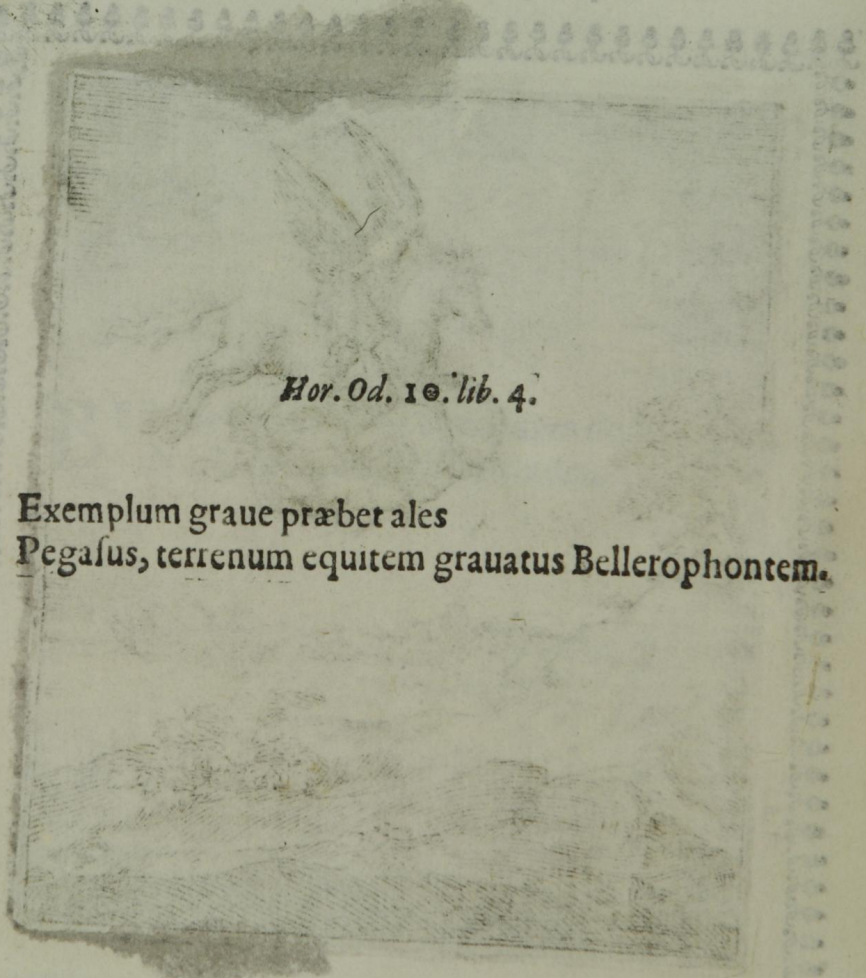 Hor. Od. 10. lib. 4.
Exemplum graue præbet ales
Pegaſus, terrenum equitem grauatus Bellerophontem.